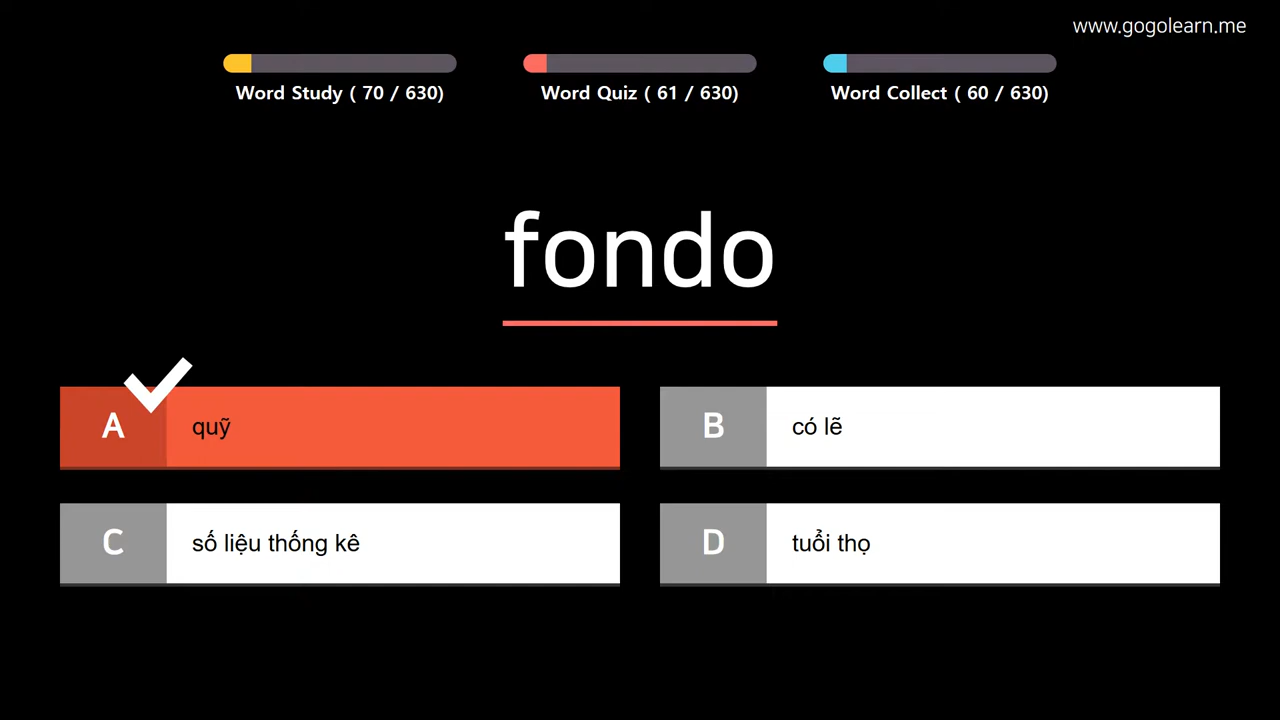 www.gogolearn.me
Word Study ( 70 / 630)
Word Quiz ( 61 / 630)
Word Collect ( 60 / 630)
fondo
A quỹ
B có lẽ
C số liệu thống kê
D tuổi thọ